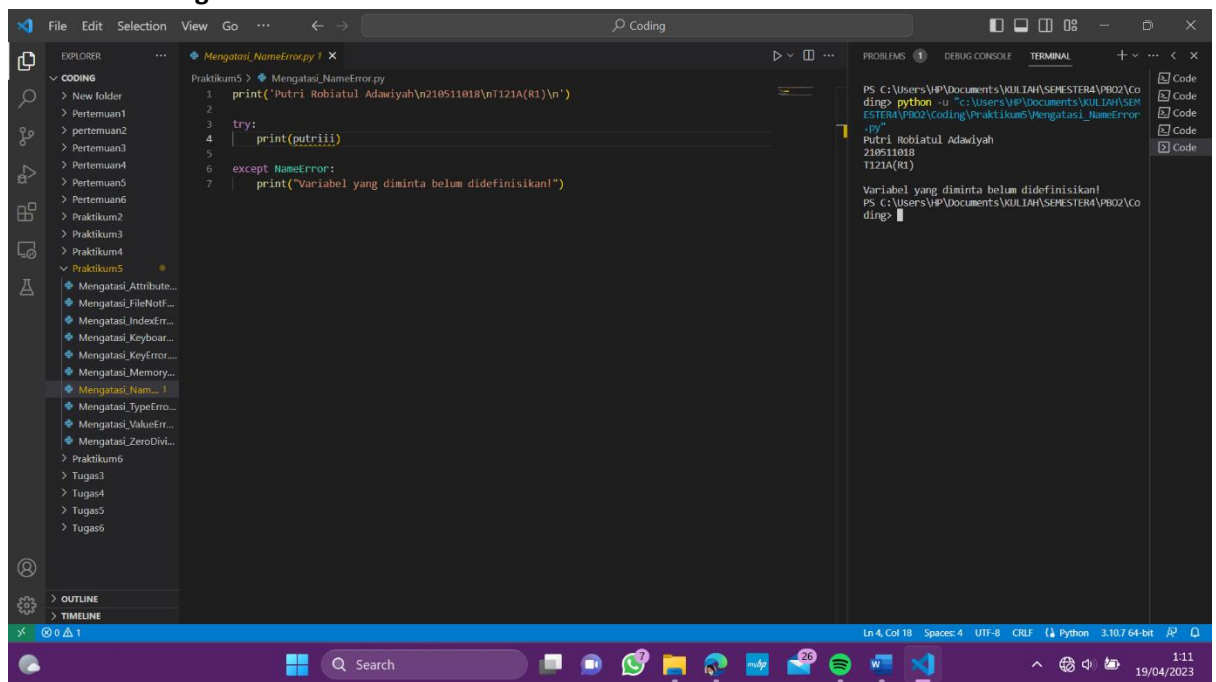 File Edit Selection View Go ··· Coding
EXPLORER ···
CODING
New folder
Pertemuan1
pertemuan2
Pertemuan3
Pertemuan4
Pertemuan5
Pertemuan6
Praktikum2
Praktikum3
Praktikum4
Praktikum5
Mengatasi_Attribute...
Mengatasi_FileNotF...
Mengatasi_IndexErr...
Mengatasi_Keyboar...
Mengatasi_KeyError....
Mengatasi_Memory...
Mengatasi_Nam... 1
Mengatasi_TypeErro...
Mengatasi_ValueErr...
Mengatasi_ZeroDivi...
Praktikum6
Tugas3
Tugas4
Tugas5
Tugas6
OUTLINE
TIMELINE
Mengatasi_NameError.py 1
Praktikum5 > Mengatasi_NameError.py
1 print('Putri Robiatul Adawiyah\n210511018\nT121A(R1)\n')
2
3 try:
4 print(putriii)
5
6 except NameError:
7 print("Variabel yang diminta belum didefinisikan!")
PROBLEMS 1 DEBUG CONSOLE TERMINAL
PS C:\Users\HP\Documents\KULIAH\SEMESTER4\PBO2\Co
ding> python -u "c:\Users\HP\Documents\KULIAH\SEM
ESTER4\PBO2\Coding\Praktikum5\Mengatasi_NameError
.py"
Putri Robiatul Adawiyah
210511018
T121A(R1)
Variabel yang diminta belum didefinisikan!
PS C:\Users\HP\Documents\KULIAH\SEMESTER4\PBO2\Co
ding>
Code
Code
Code
Code
Code
0 1
Ln 4, Col 18 Spaces: 4 UTF-8 CRLF Python 3.10.7 64-bit
Search
7
myhp
26
W
1:11
19/04/2023